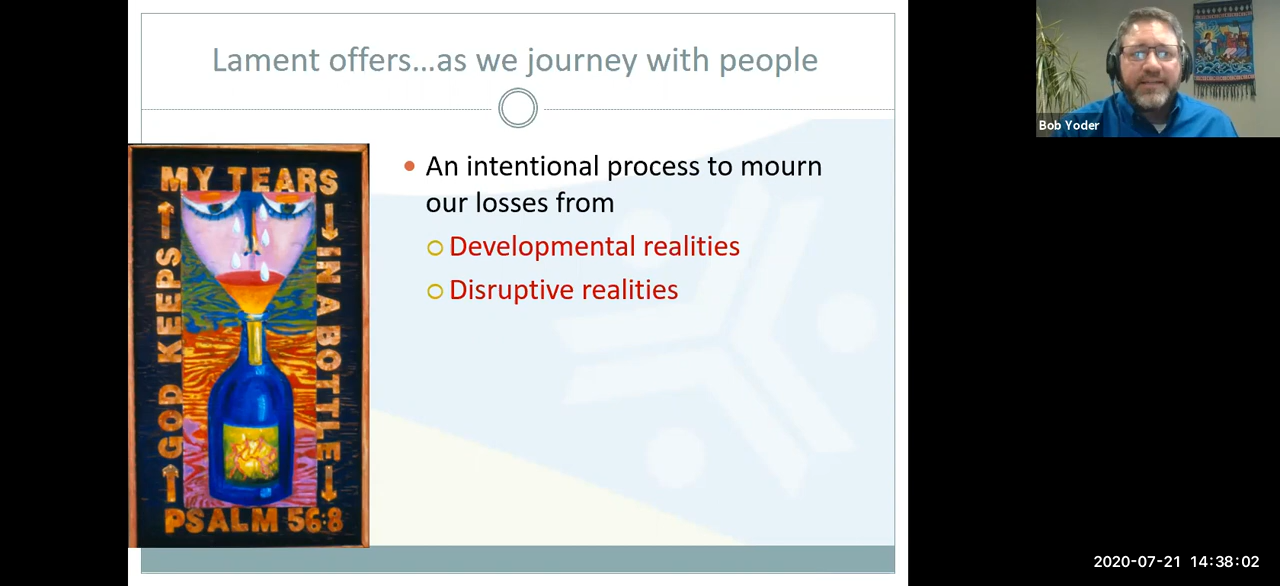 Lament offers...as we journey with people
An intentional process to mourn
our losses from
Developmental realities
Disruptive realities
GOD KEEPS
MY TEARS
IN A BOTTLE
PSALM 56:8
Bob Yoder
2020-07-21 14:38:02